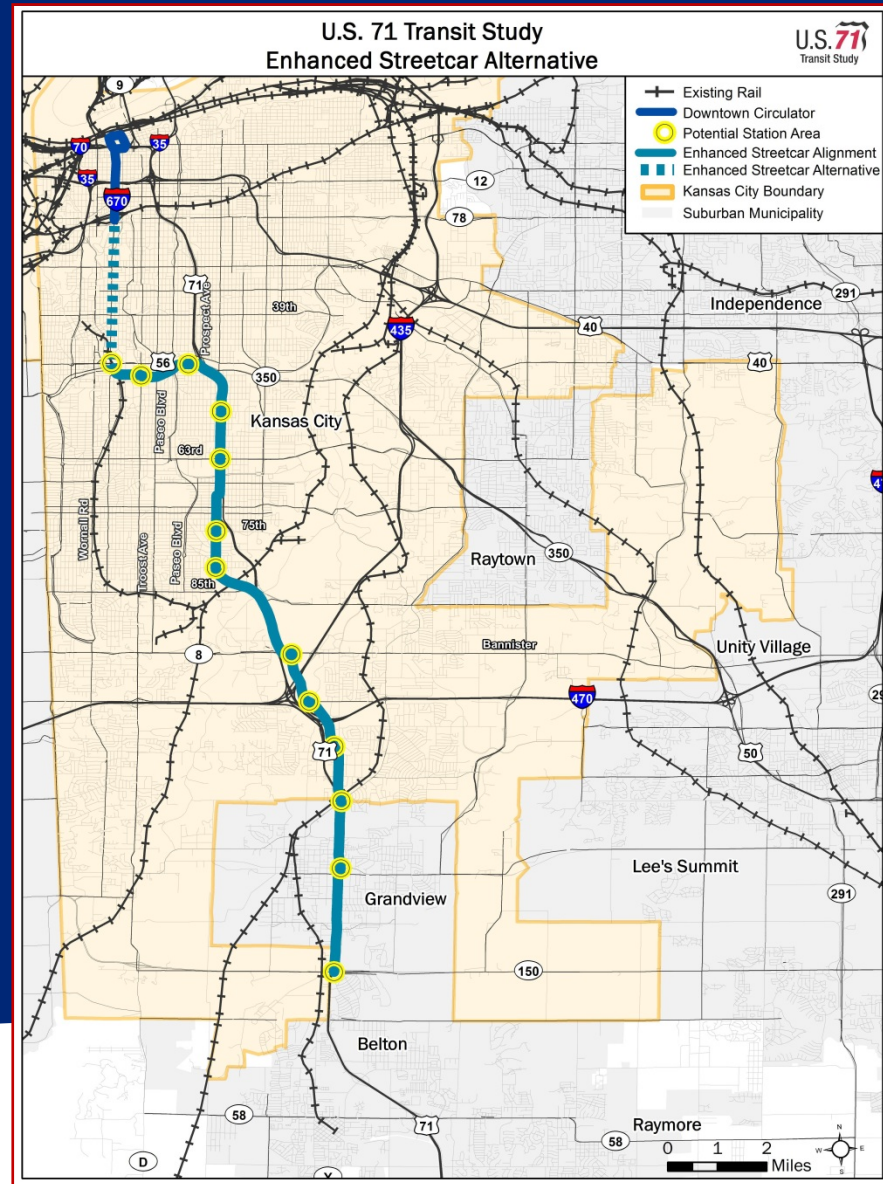 U.S. 71 Transit Study
Enhanced Streetcar Alternative
U.S. 71
Transit Study
Existing Rail
Downtown Circulator
Potential Station Area
Enhanced Streetcar Alignment
Enhanced Streetcar Alternative
Kansas City Boundary
Suburban Municipality
9
70
35
35
670
12
78
71
Prospect Ave
39th
435
40
Independence
291
56
350
40
Paseo Blvd
Kansas City
63rd
Wornall Rd
Troost Ave
Paseo Blvd
75th
85th
Raytown
350
8
Bannister
Unity Village
470
71
50
Lee's Summit
Grandview
291
150
Belton
58
71
58
Raymore
D
N
W
E
S
0 1 2
Miles